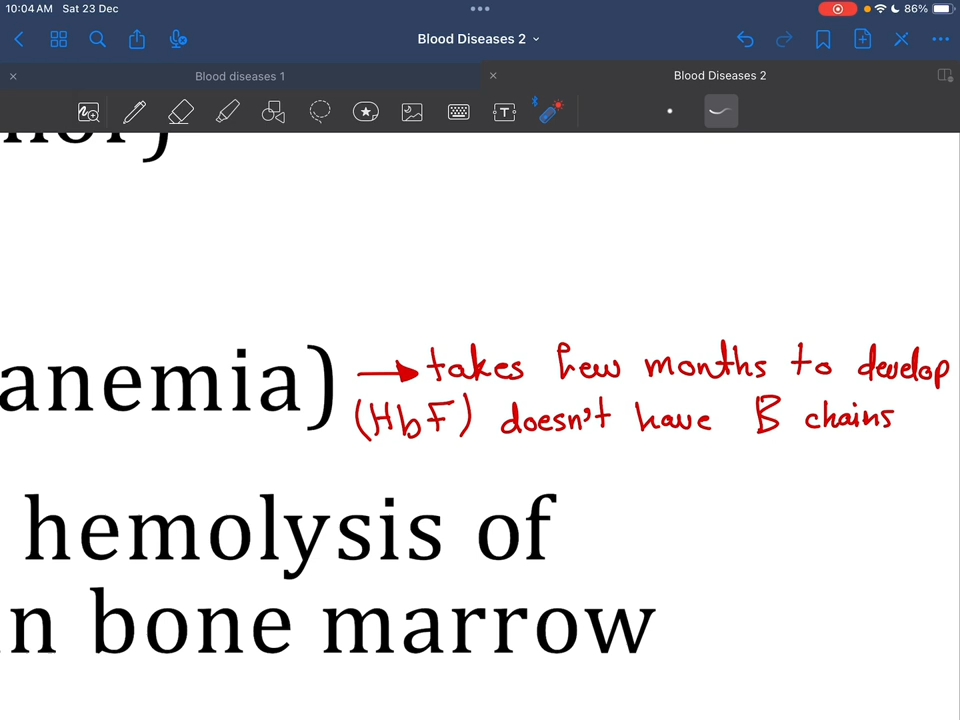 10:04 AM Sat 23 Dec 86%
Blood Diseases 2
Blood diseases 1
Blood Diseases 2
anemia) → takes few months to develop
(HbF) doesn't have B chains
hemolysis of
n bone marrow